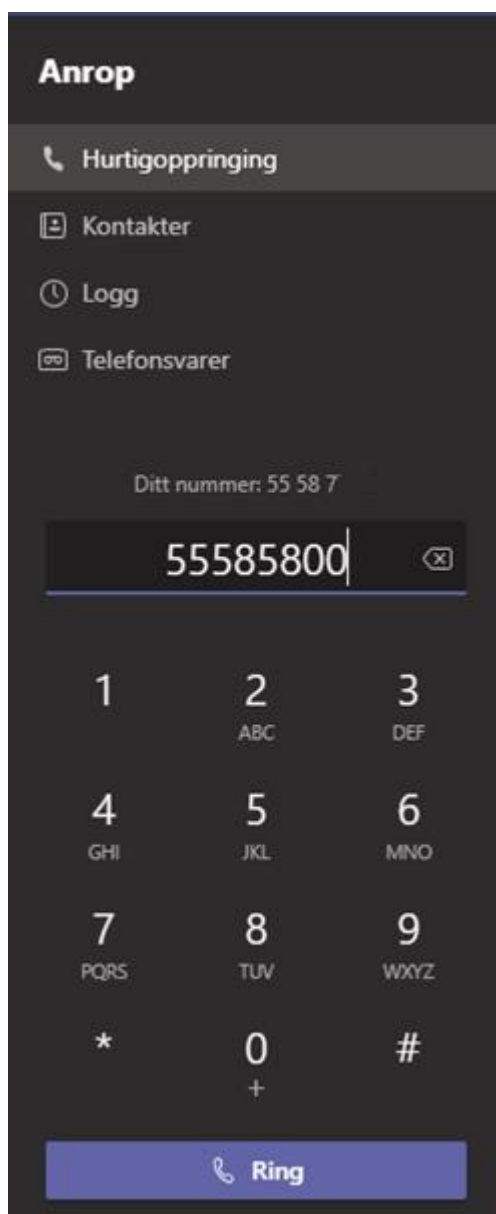 Anrop
Hurtigoppringing
Kontakter
Logg
Telefonsvarer
Ditt nummer: 55 58 7
55585800
1 2 3
ABC DEF
4 5 6
GHI JKL MNO
7 8 9
PQRS TUV WXYZ
* 0 #
+
Ring